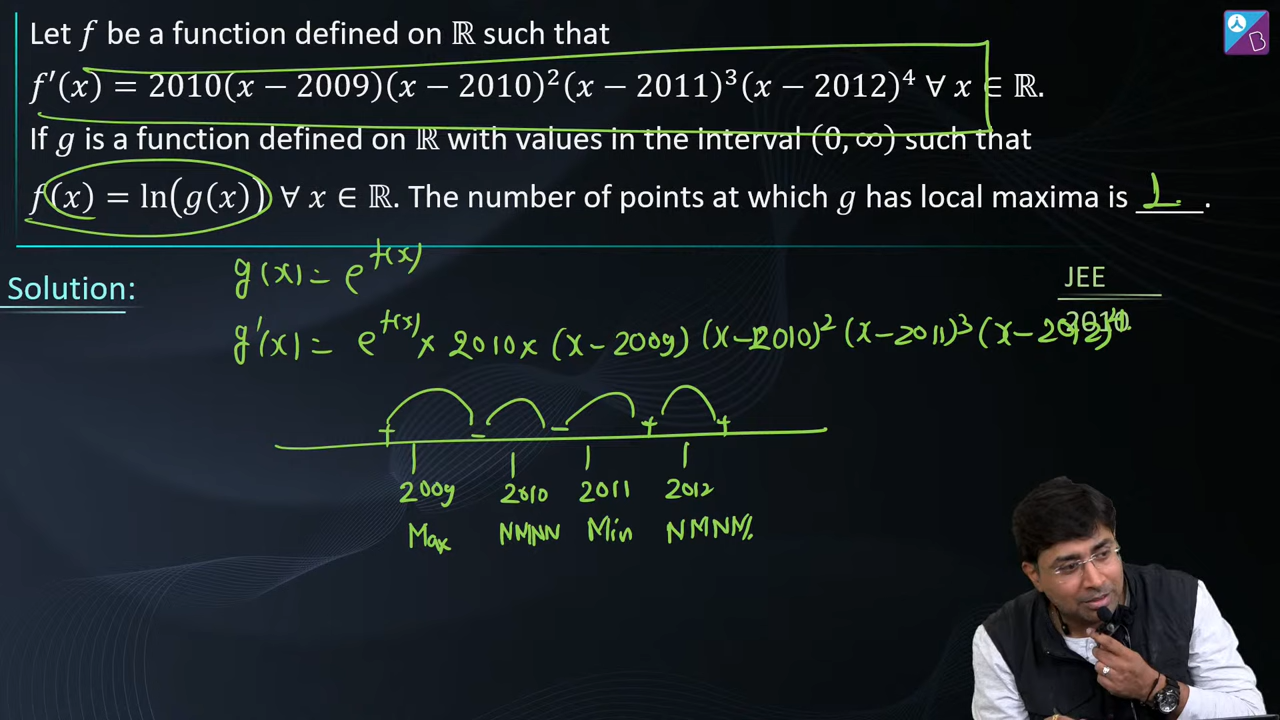 Let f be a function defined on ℝ such that
f′(x) = 2010(x − 2009)(x − 2010)²(x − 2011)³(x − 2012)⁴ ∀ x ∈ ℝ.
If g is a function defined on ℝ with values in the interval (0, ∞) such that
f(x) = ln(g(x)) ∀ x ∈ ℝ. The number of points at which g has local maxima is 1.
Solution:
g(x) = e^f(x)
JEE
2010
g′(x) = e^f(x) × 2010 × (x − 2009) (x − 2010)² (x − 2011)³ (x − 2012)⁴
+ − − + +
2009 2010 2011 2012
Max NMNN Min NMNM
B